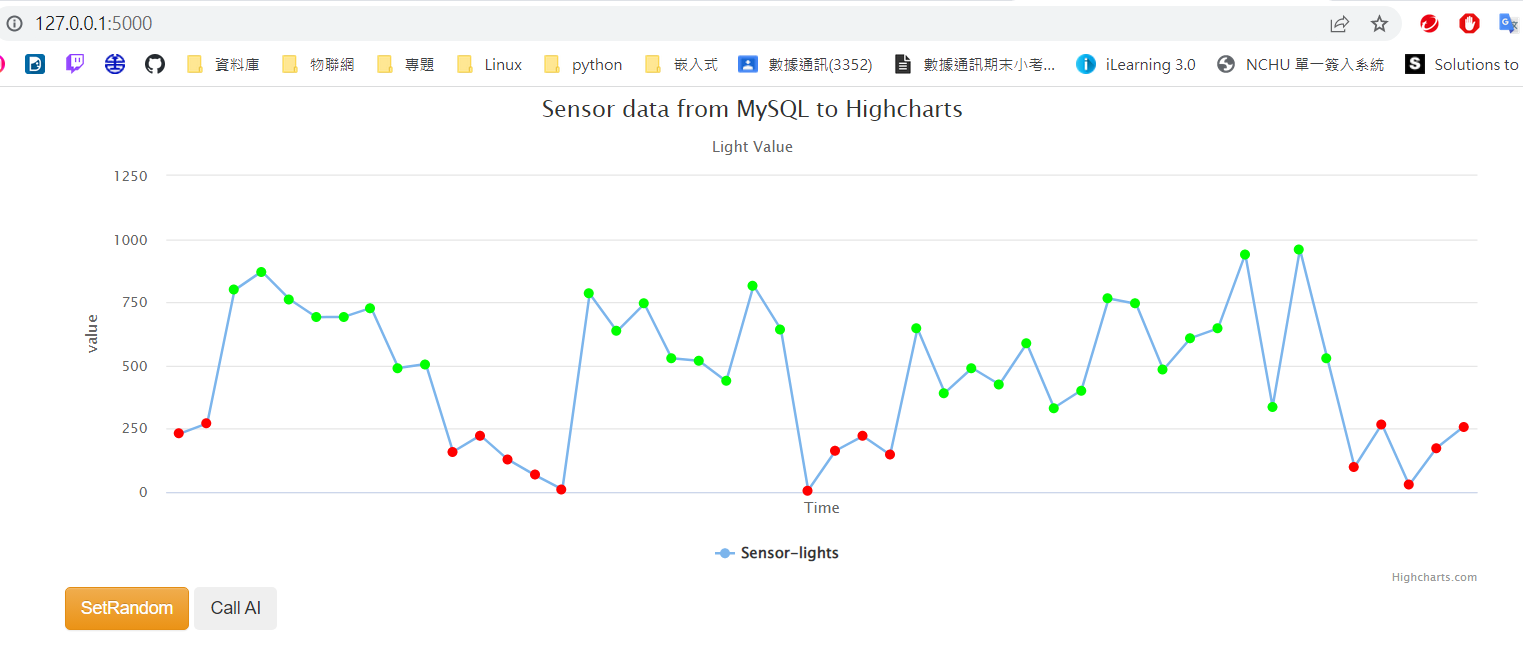 127.0.0.1:5000
資料庫 物聯網 專題 Linux python 嵌入式 數據通訊(3352) 數據通訊期末小考... iLearning 3.0 NCHU 單一簽入系統 Solutions to
Sensor data from MySQL to Highcharts
Light Value
1250
1000
750
500
250
0
value
Time
Sensor-lights
Highcharts.com
SetRandom Call AI